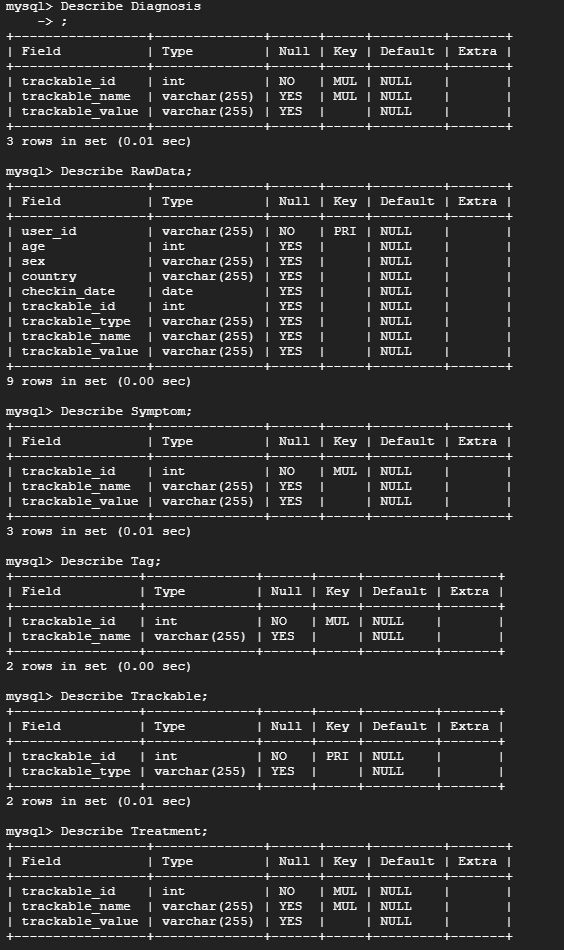 mysql> Describe Diagnosis
    -> ;
+-----------------+--------------+------+-----+---------+-------+
| Field           | Type         | Null | Key | Default | Extra |
+-----------------+--------------+------+-----+---------+-------+
| trackable_id    | int          | NO   | MUL | NULL    |       |
| trackable_name  | varchar(255) | YES  | MUL | NULL    |       |
| trackable_value | varchar(255) | YES  |     | NULL    |       |
+-----------------+--------------+------+-----+---------+-------+
3 rows in set (0.01 sec)
mysql> Describe RawData;
+-----------------+--------------+------+-----+---------+-------+
| Field           | Type         | Null | Key | Default | Extra |
+-----------------+--------------+------+-----+---------+-------+
| user_id         | varchar(255) | NO   | PRI | NULL    |       |
| age             | int          | YES  |     | NULL    |       |
| sex             | varchar(255) | YES  |     | NULL    |       |
| country         | varchar(255) | YES  |     | NULL    |       |
| checkin_date    | date         | YES  |     | NULL    |       |
| trackable_id    | int          | YES  |     | NULL    |       |
| trackable_type  | varchar(255) | YES  |     | NULL    |       |
| trackable_name  | varchar(255) | YES  |     | NULL    |       |
| trackable_value | varchar(255) | YES  |     | NULL    |       |
+-----------------+--------------+------+-----+---------+-------+
9 rows in set (0.00 sec)
mysql> Describe Symptom;
+-----------------+--------------+------+-----+---------+-------+
| Field           | Type         | Null | Key | Default | Extra |
+-----------------+--------------+------+-----+---------+-------+
| trackable_id    | int          | NO   | MUL | NULL    |       |
| trackable_name  | varchar(255) | YES  |     | NULL    |       |
| trackable_value | varchar(255) | YES  |     | NULL    |       |
+-----------------+--------------+------+-----+---------+-------+
3 rows in set (0.01 sec)
mysql> Describe Tag;
+----------------+--------------+------+-----+---------+-------+
| Field          | Type         | Null | Key | Default | Extra |
+----------------+--------------+------+-----+---------+-------+
| trackable_id   | int          | NO   | MUL | NULL    |       |
| trackable_name | varchar(255) | YES  |     | NULL    |       |
+----------------+--------------+------+-----+---------+-------+
2 rows in set (0.00 sec)
mysql> Describe Trackable;
+----------------+--------------+------+-----+---------+-------+
| Field          | Type         | Null | Key | Default | Extra |
+----------------+--------------+------+-----+---------+-------+
| trackable_id   | int          | NO   | PRI | NULL    |       |
| trackable_type | varchar(255) | YES  |     | NULL    |       |
+----------------+--------------+------+-----+---------+-------+
2 rows in set (0.01 sec)
mysql> Describe Treatment;
+-----------------+--------------+------+-----+---------+-------+
| Field           | Type         | Null | Key | Default | Extra |
+-----------------+--------------+------+-----+---------+-------+
| trackable_id    | int          | NO   | MUL | NULL    |       |
| trackable_name  | varchar(255) | YES  | MUL | NULL    |       |
| trackable_value | varchar(255) | YES  |     | NULL    |       |
+-----------------+--------------+------+-----+---------+-------+